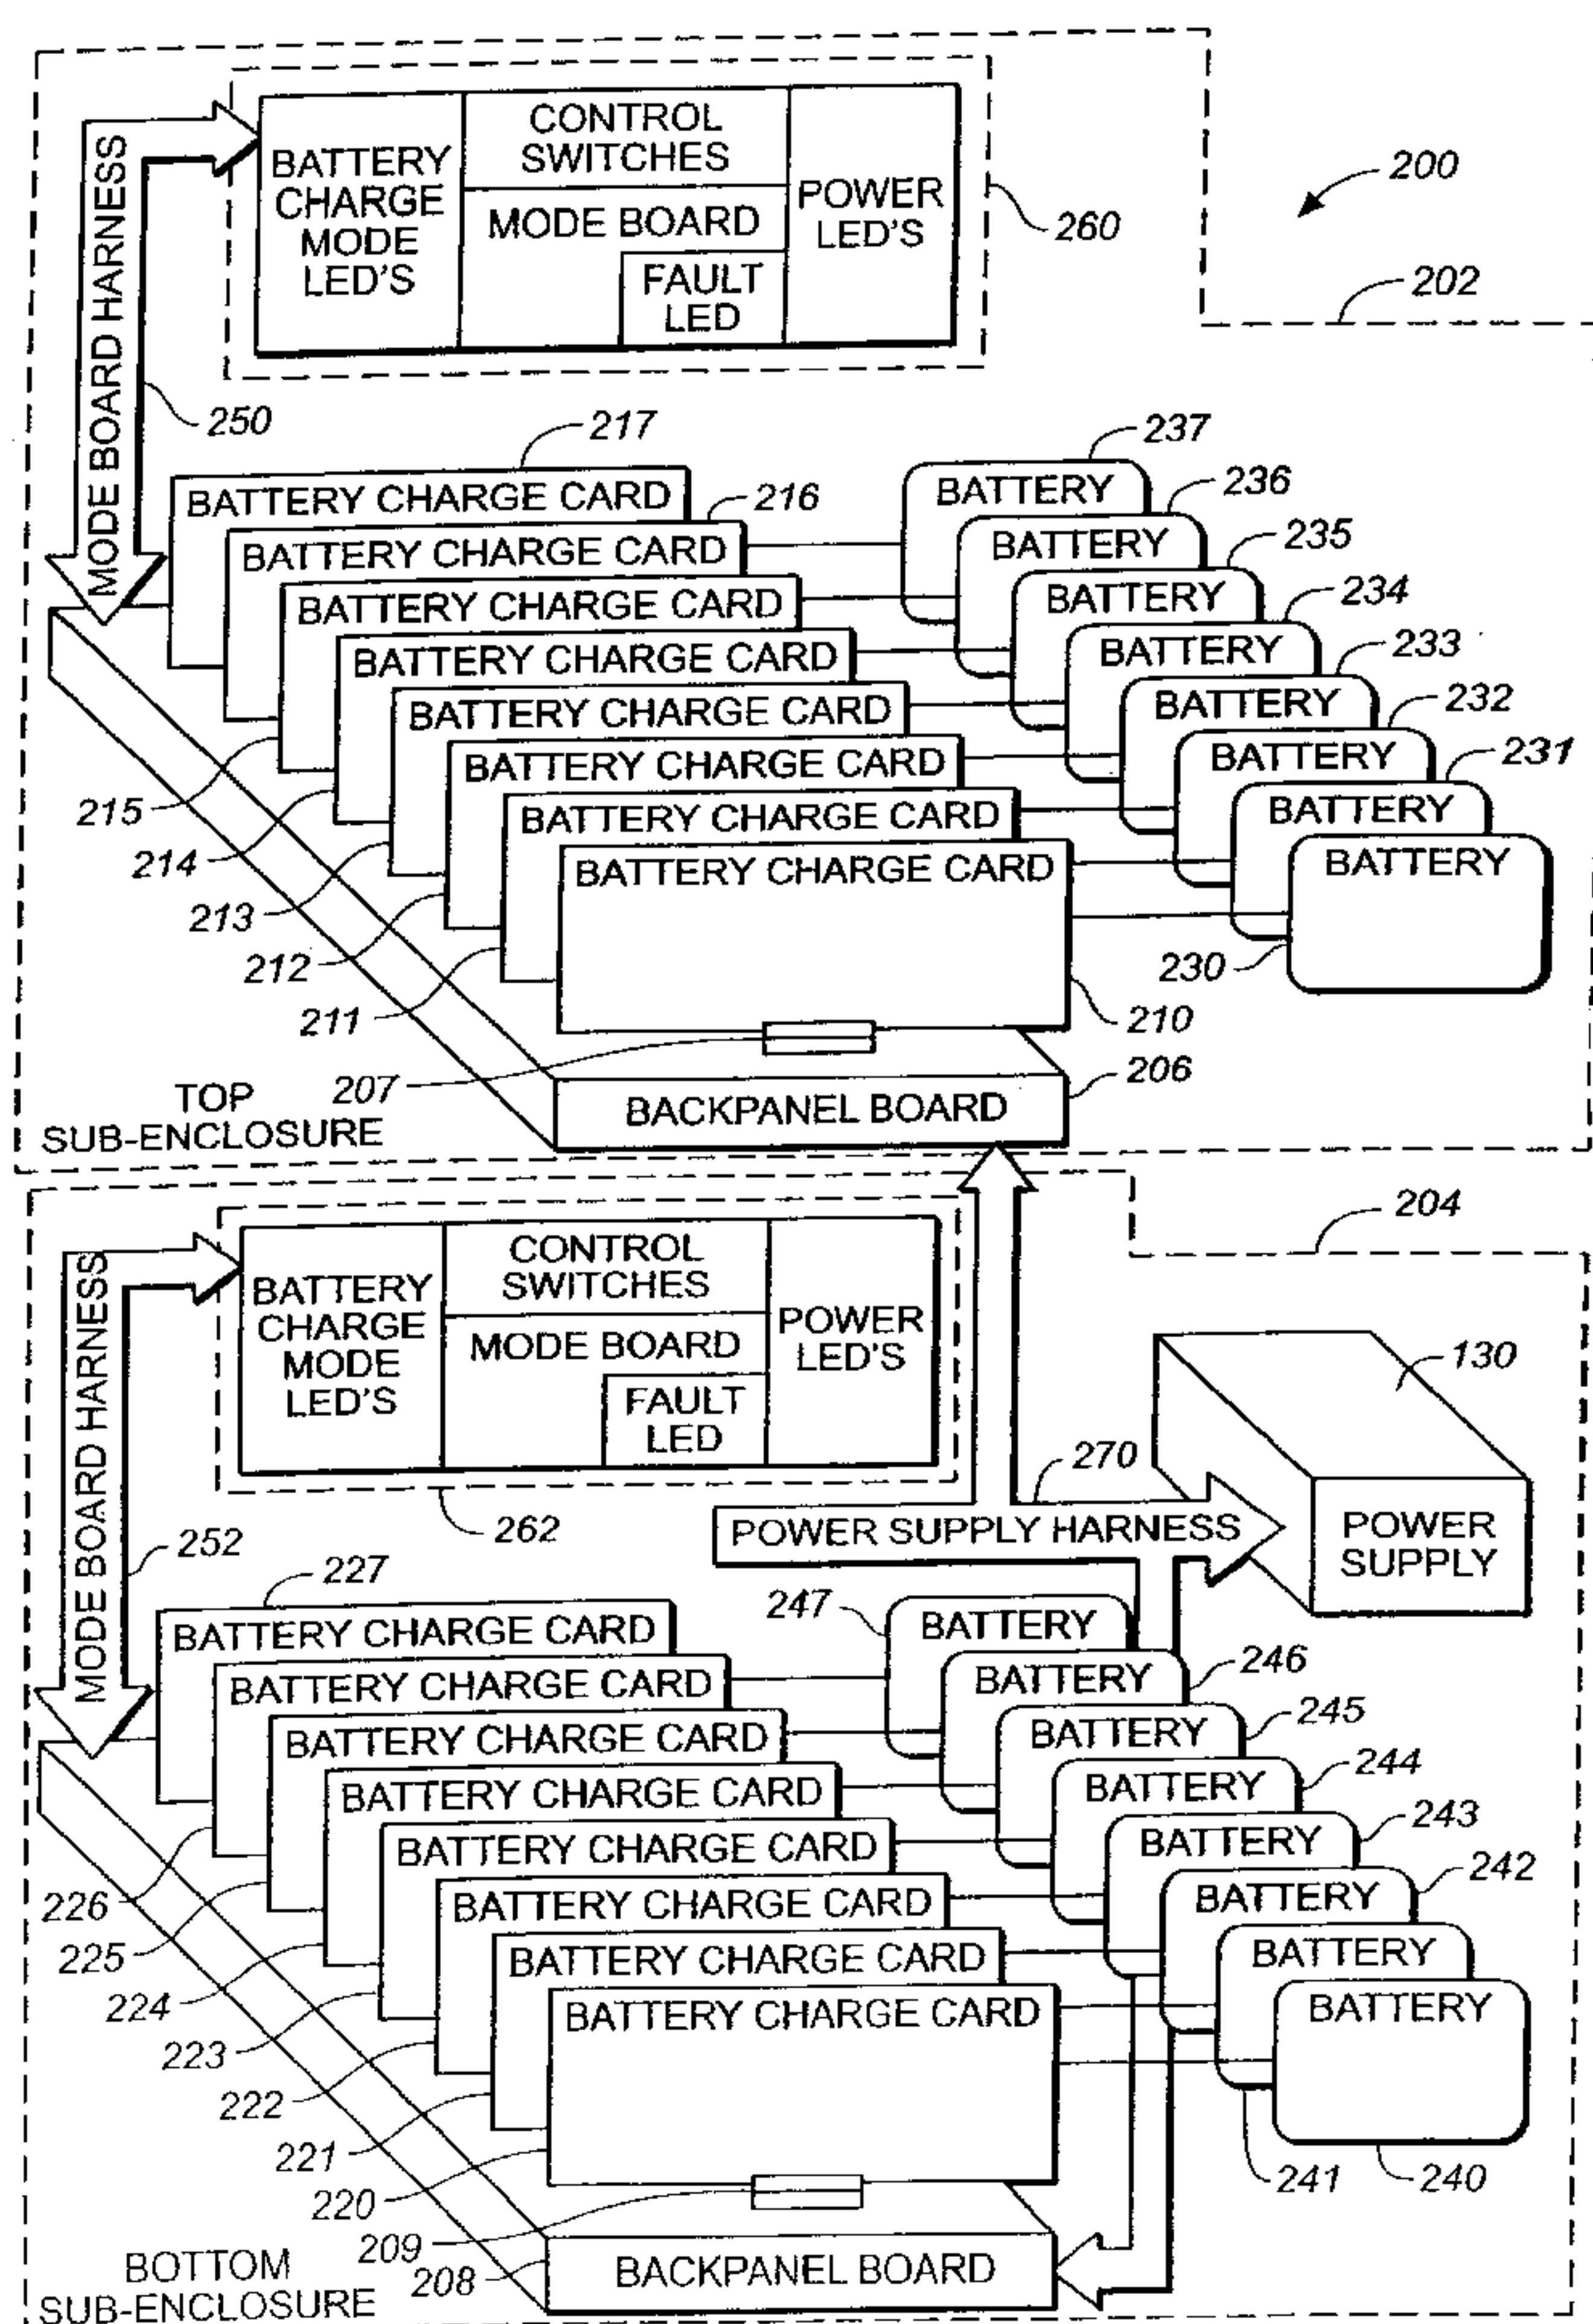 CONTROL
SWITCHES
BATTERY
CHARGE
MODE
LED'S
MODE BOARD
FAULT
LED
POWER
LED'S
200
260
202
MODE BOARD HARNESS
250
217
237
BATTERY CHARGE CARD
216
BATTERY
236
BATTERY CHARGE CARD
BATTERY
235
BATTERY CHARGE CARD
BATTERY
234
BATTERY CHARGE CARD
BATTERY
233
BATTERY CHARGE CARD
BATTERY
232
BATTERY CHARGE CARD
BATTERY
231
215
BATTERY CHARGE CARD
BATTERY
214
BATTERY CHARGE CARD
BATTERY
213
212
230
211
210
207
206
TOP
SUB-ENCLOSURE
BACKPANEL BOARD
204
CONTROL
SWITCHES
BATTERY
CHARGE
MODE
LED'S
MODE BOARD
FAULT
LED
POWER
LED'S
130
MODE BOARD HARNESS
270
262
POWER SUPPLY HARNESS
POWER
SUPPLY
252
227
247
BATTERY CHARGE CARD
BATTERY
246
BATTERY CHARGE CARD
BATTERY
245
BATTERY CHARGE CARD
BATTERY
244
BATTERY CHARGE CARD
BATTERY
243
BATTERY CHARGE CARD
BATTERY
242
226
BATTERY CHARGE CARD
BATTERY
225
BATTERY CHARGE CARD
BATTERY
224
BATTERY CHARGE CARD
BATTERY
223
222
221
241
240
220
209
208
BOTTOM
SUB-ENCLOSURE
BACKPANEL BOARD